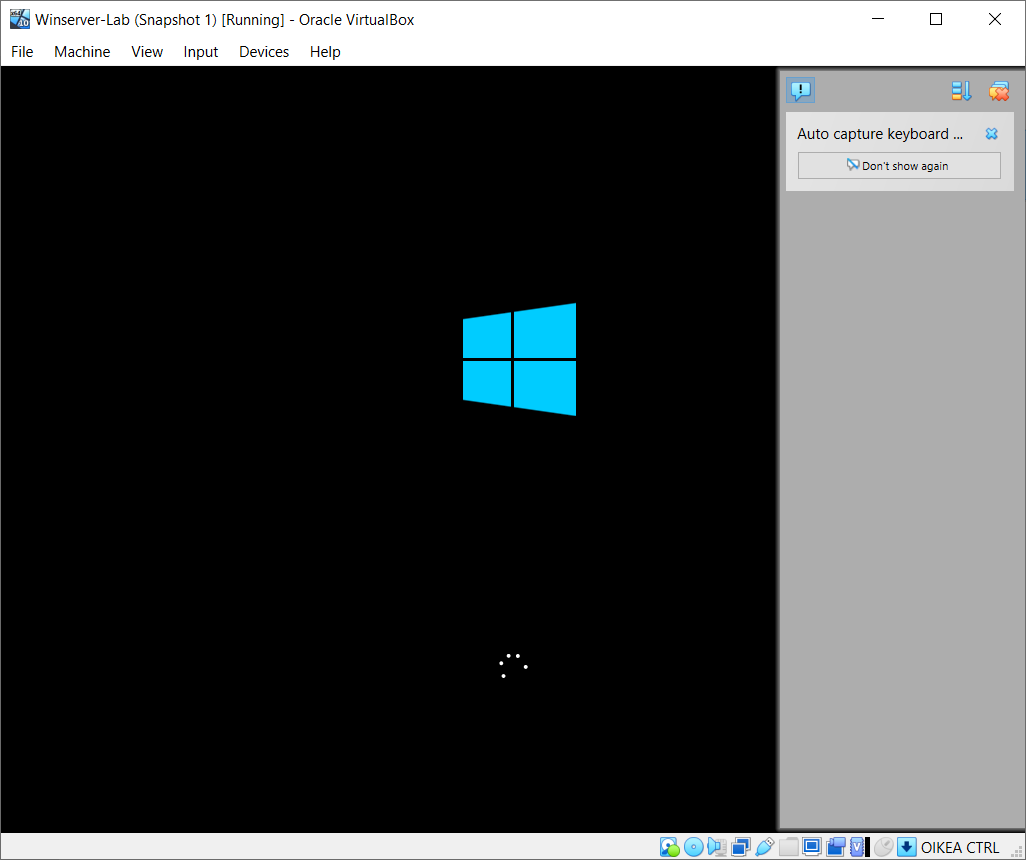 Winserver-Lab (Snapshot 1) [Running] - Oracle VirtualBox
File Machine View Input Devices Help
Auto capture keyboard ...
Don't show again
OIKEA CTRL